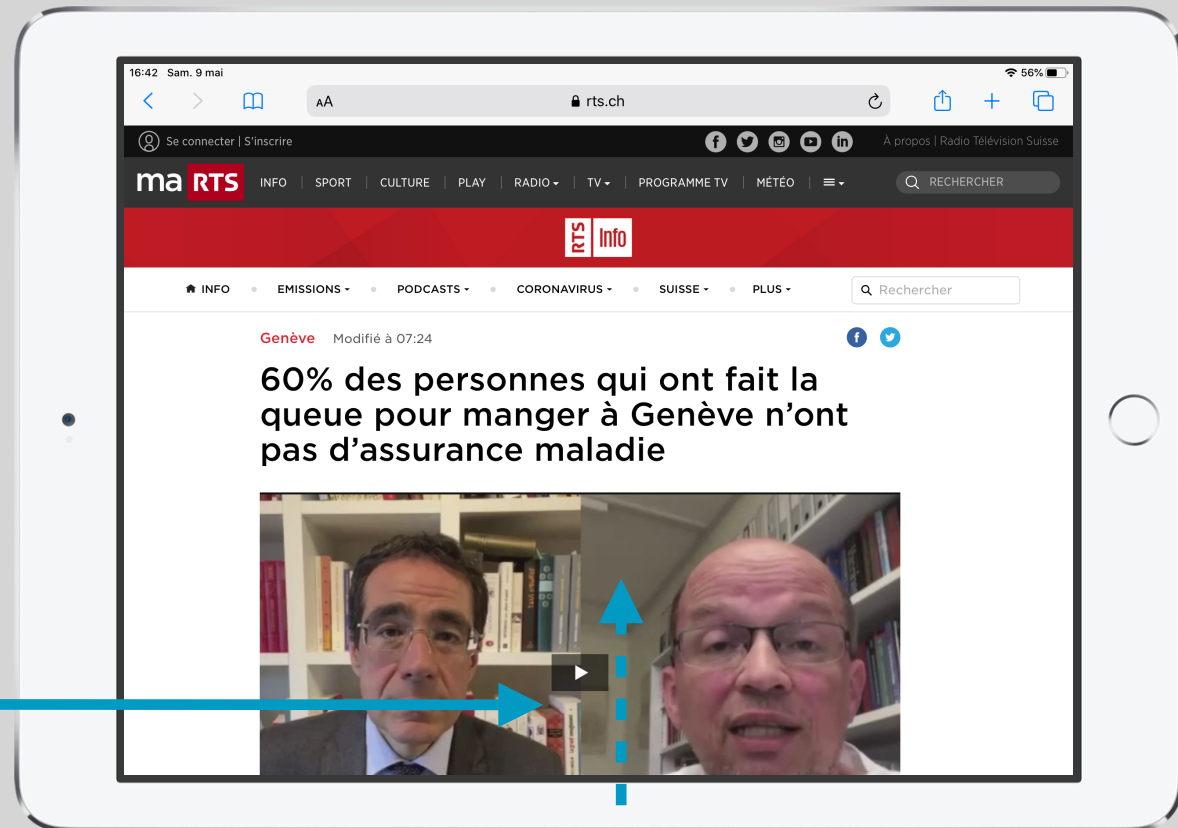 16:42 Sam. 9 mai
56%
AA
rts.ch
Se connecter | S'inscrire
À propos | Radio Télévision Suisse
ma RTS INFO | SPORT | CULTURE | PLAY | RADIO | TV | PROGRAMME TV | MÉTÉO | RECHERCHER
RTS Info
INFO EMISSIONS PODCASTS CORONAVIRUS SUISSE PLUS Rechercher
Genève Modifié à 07:24
60% des personnes qui ont fait la
queue pour manger à Genève n’ont
pas d’assurance maladie